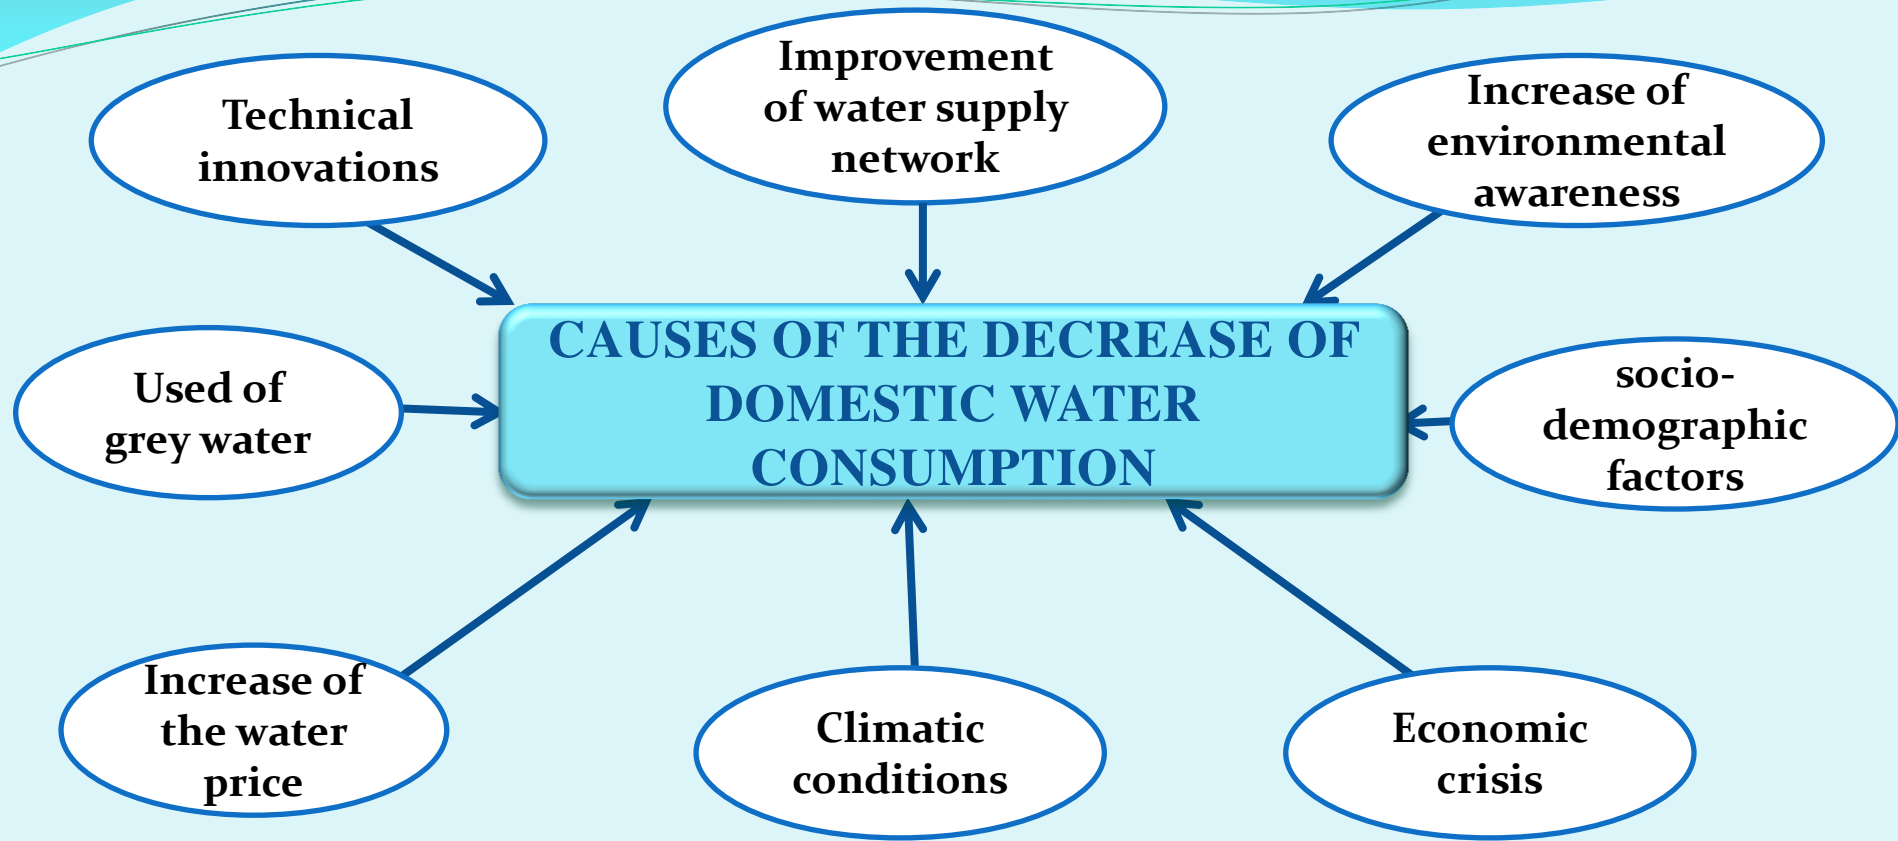 Technical
innovations
Improvement
of water supply
network
Increase of
environmental
awareness
CAUSES OF THE DECREASE OF
DOMESTIC WATER
CONSUMPTION
Used of
grey water
socio-
demographic
factors
Increase of
the water
price
Climatic
conditions
Economic
crisis